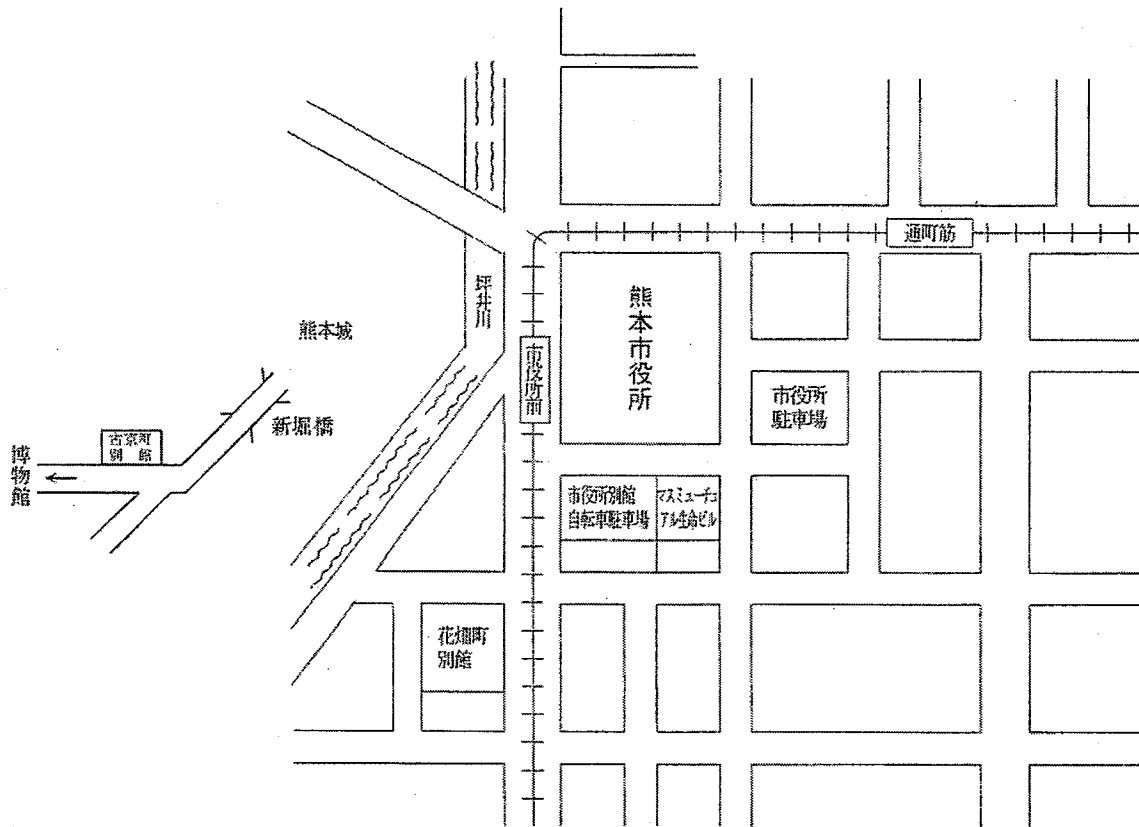 通町筋
熊本市役所
坪井川
市役所前
熊本城
新堀橋
古京町
別館
博物館
市役所
駐車場
市役所別館
自転車駐車場
マスミューチュ
アル生命ビル
花畑町
別館